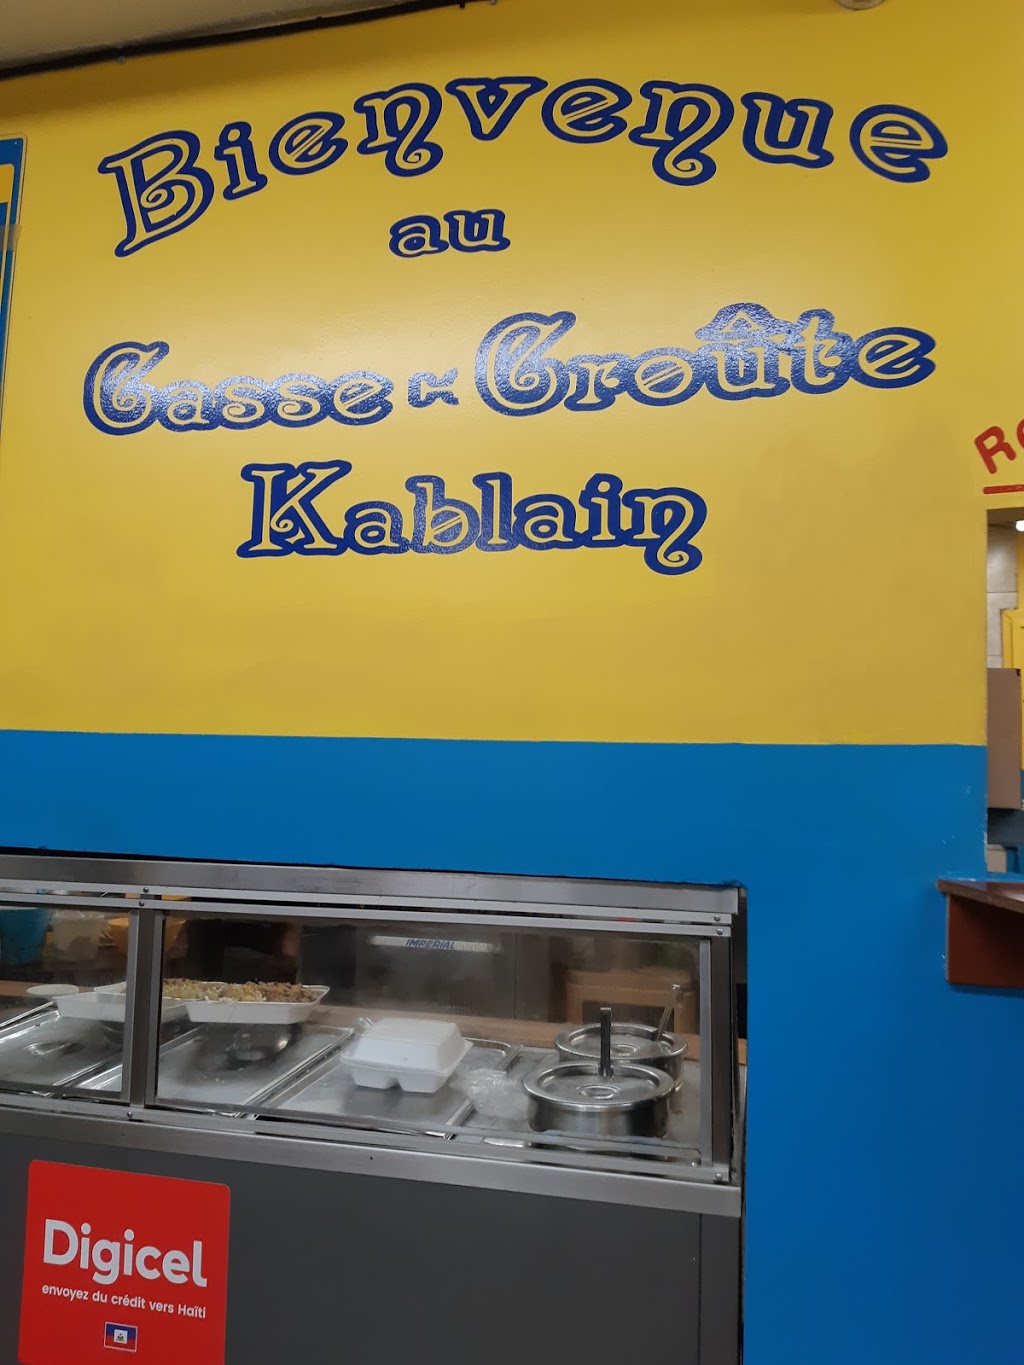 Bienvenue
au
Casse-Croûte
Kablain
IMPERIAL
Digicel
envoyez du crédit vers Haïti